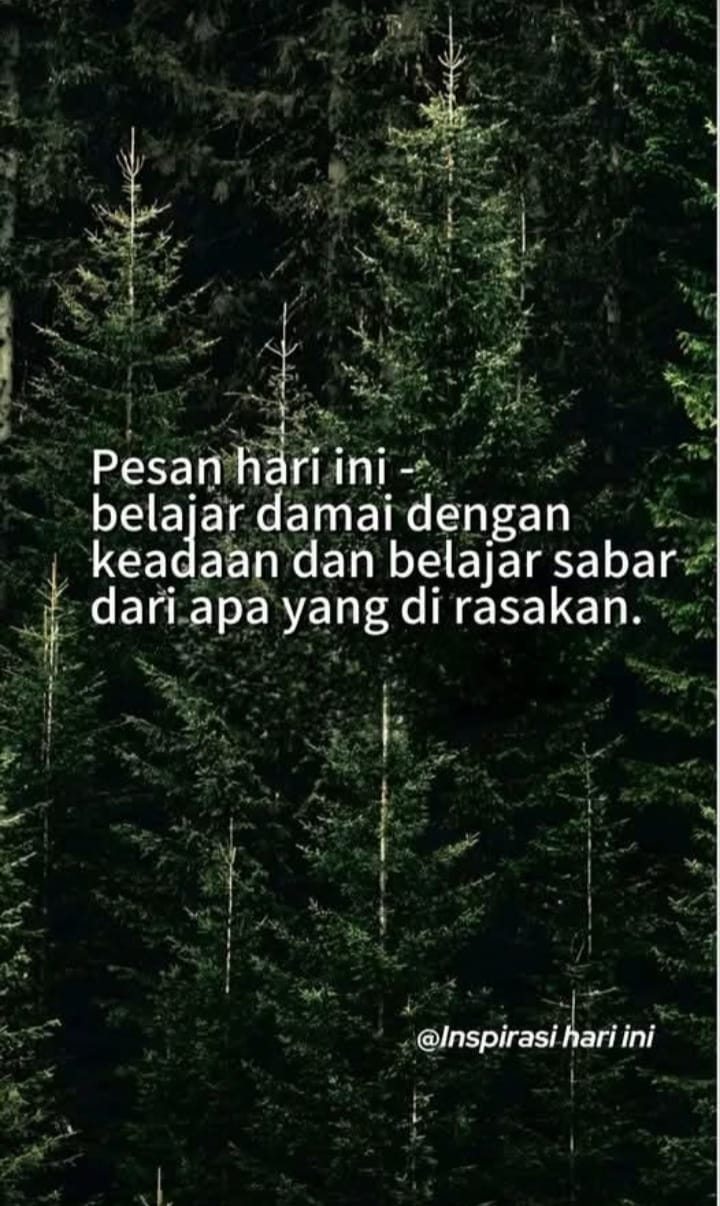 Pesan hari ini -
belajar damai dengan
keadaan dan belajar sabar
dari apa yang di rasakan.
@Inspirasi hari ini